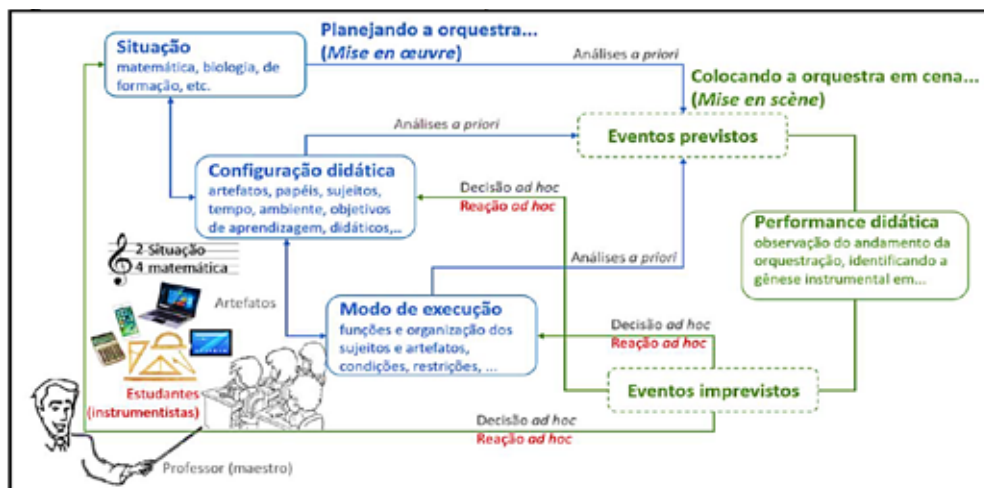 Planejando a orquestra...
(Mise en œuvre)
Situação
matemática, biologia, de
formação, etc.
Análises a priori
Colocando a orquestra em cena...
(Mise en scène)
Análises a priori
Eventos previstos
Configuração didática
artefatos, papéis, sujeitos,
tempo, ambiente, objetivos
de aprendizagem, didáticos,..
Decisão ad hoc
Reação ad hoc
Performance didática
observação do andamento da
orquestração, identificando a
gênese instrumental em...
2 Situação
4 matemática
Análises a priori
Artefatos
Modo de execução
funções e organização dos
sujeitos e artefatos,
condições, restrições, ...
Decisão ad hoc
Reação ad hoc
Eventos imprevistos
Estudantes
(instrumentistas)
Decisão ad hoc
Reação ad hoc
Professor (maestro)